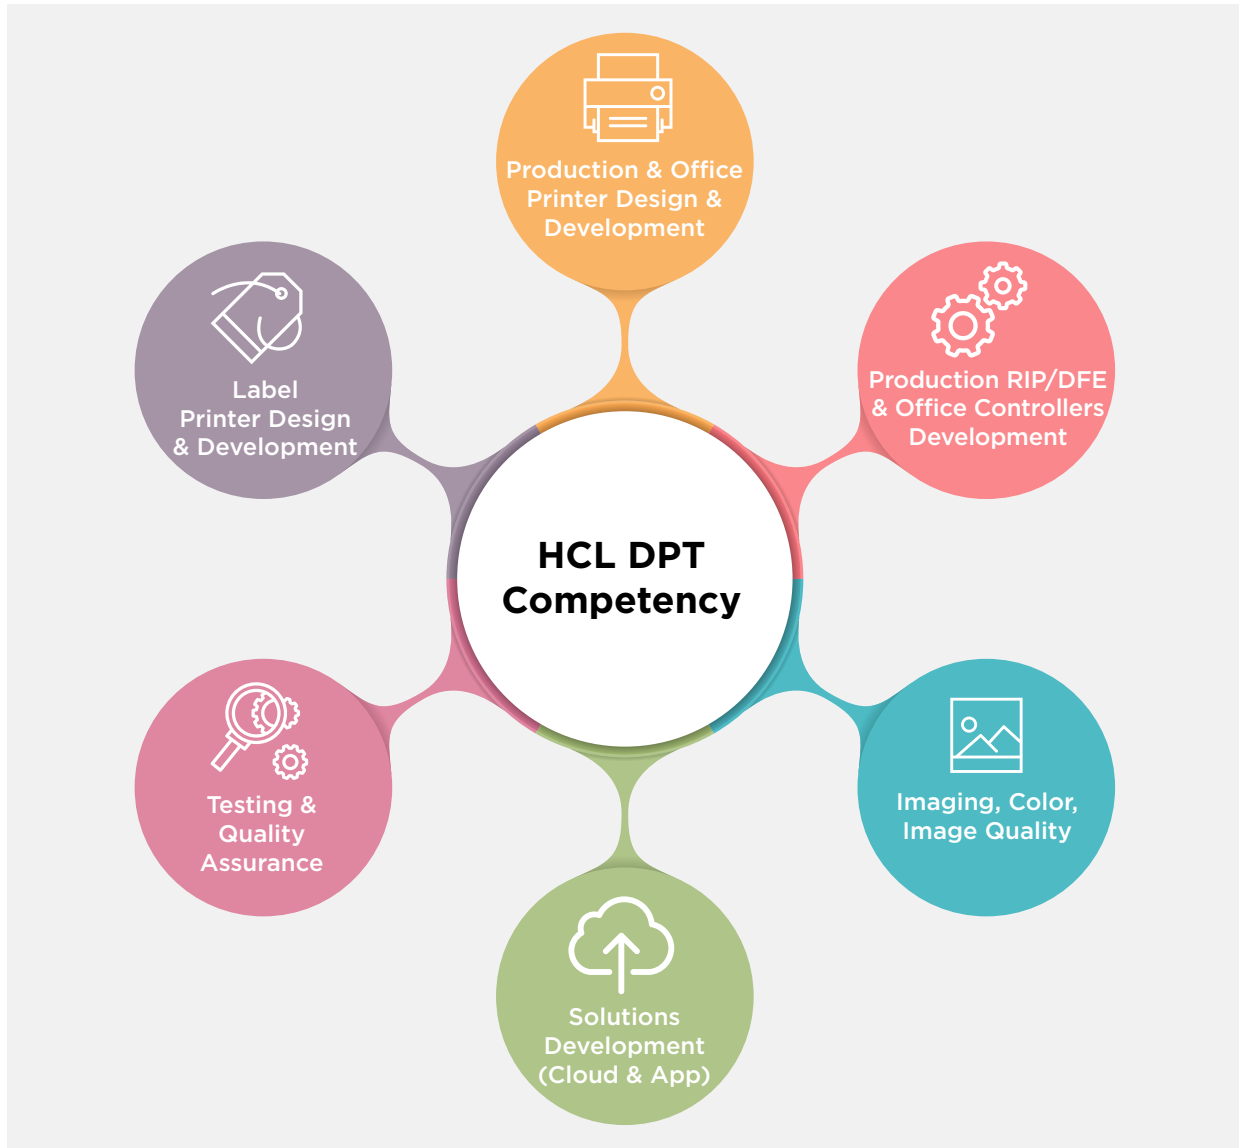 Production & Office
Printer Design &
Development
Production RIP/DFE
& Office Controllers
Development
Label
Printer Design
& Development
HCL DPT
Competency
Testing &
Quality
Assurance
Imaging, Color,
Image Quality
Solutions
Development
(Cloud & App)